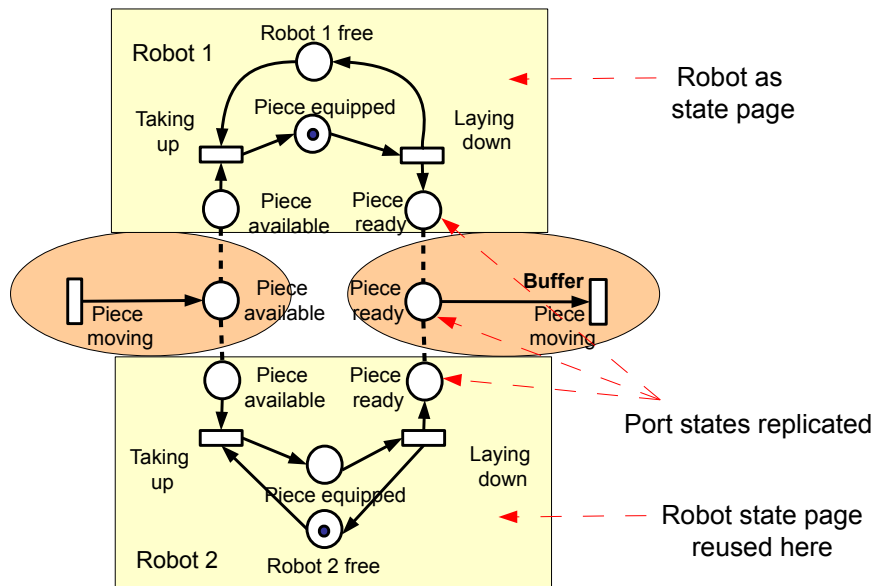 Robot 1
Robot 1 free
Piece equipped
Taking
up
Laying
down
Piece
available
Piece
ready
Robot as
state page
Piece
moving
Piece
available
Piece
ready
Buffer
Piece
moving
Piece
available
Piece
ready
Port states replicated
Taking
up
Piece equipped
Laying
down
Robot 2 free
Robot 2
Robot state page
reused here